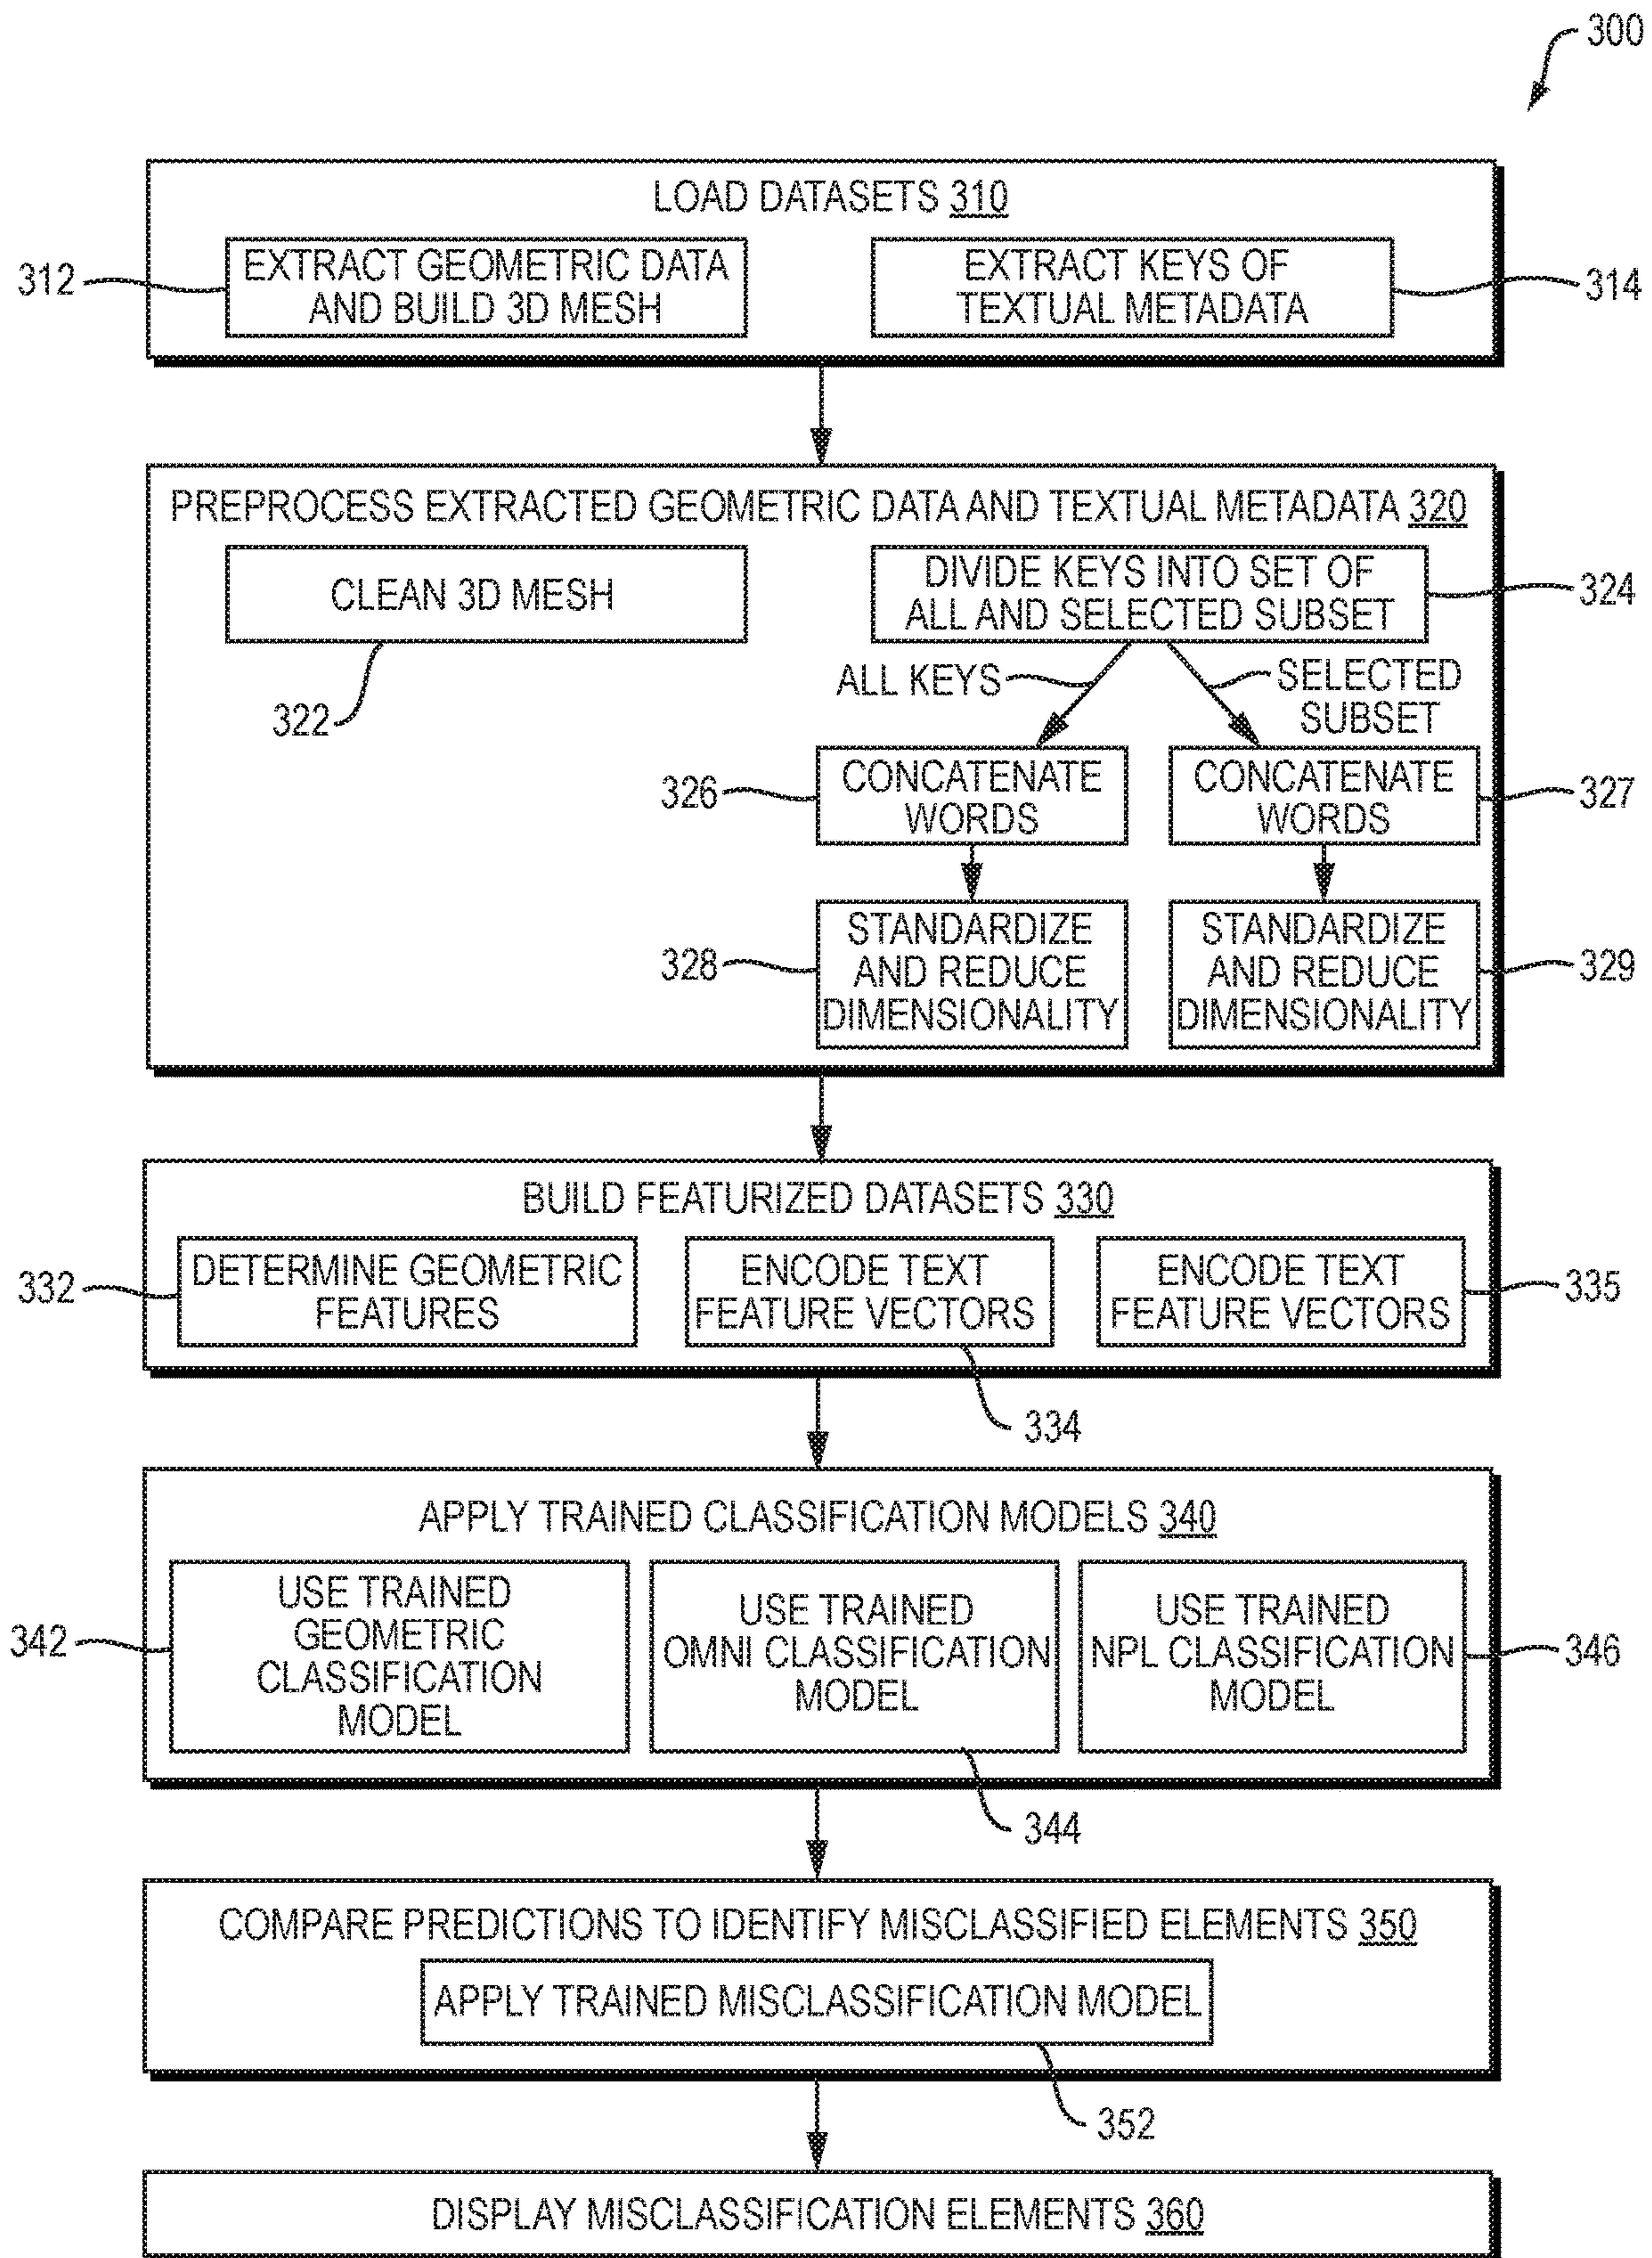 300
LOAD DATASETS 310
312
EXTRACT GEOMETRIC DATA
AND BUILD 3D MESH
EXTRACT KEYS OF
TEXTUAL METADATA
314
PREPROCESS EXTRACTED GEOMETRIC DATA AND TEXTUAL METADATA 320
CLEAN 3D MESH
322
DIVIDE KEYS INTO SET OF
ALL AND SELECTED SUBSET
324
ALL KEYS
SELECTED
SUBSET
326
CONCATENATE
WORDS
CONCATENATE
WORDS
327
328
STANDARDIZE
AND REDUCE
DIMENSIONALITY
STANDARDIZE
AND REDUCE
DIMENSIONALITY
329
BUILD FEATURIZED DATASETS 330
332
DETERMINE GEOMETRIC
FEATURES
ENCODE TEXT
FEATURE VECTORS
334
ENCODE TEXT
FEATURE VECTORS
335
APPLY TRAINED CLASSIFICATION MODELS 340
342
USE TRAINED
GEOMETRIC
CLASSIFICATION
MODEL
USE TRAINED
OMNI CLASSIFICATION
MODEL
344
USE TRAINED
NPL CLASSIFICATION
MODEL
346
COMPARE PREDICTIONS TO IDENTIFY MISCLASSIFIED ELEMENTS 350
APPLY TRAINED MISCLASSIFICATION MODEL
352
DISPLAY MISCLASSIFICATION ELEMENTS 360